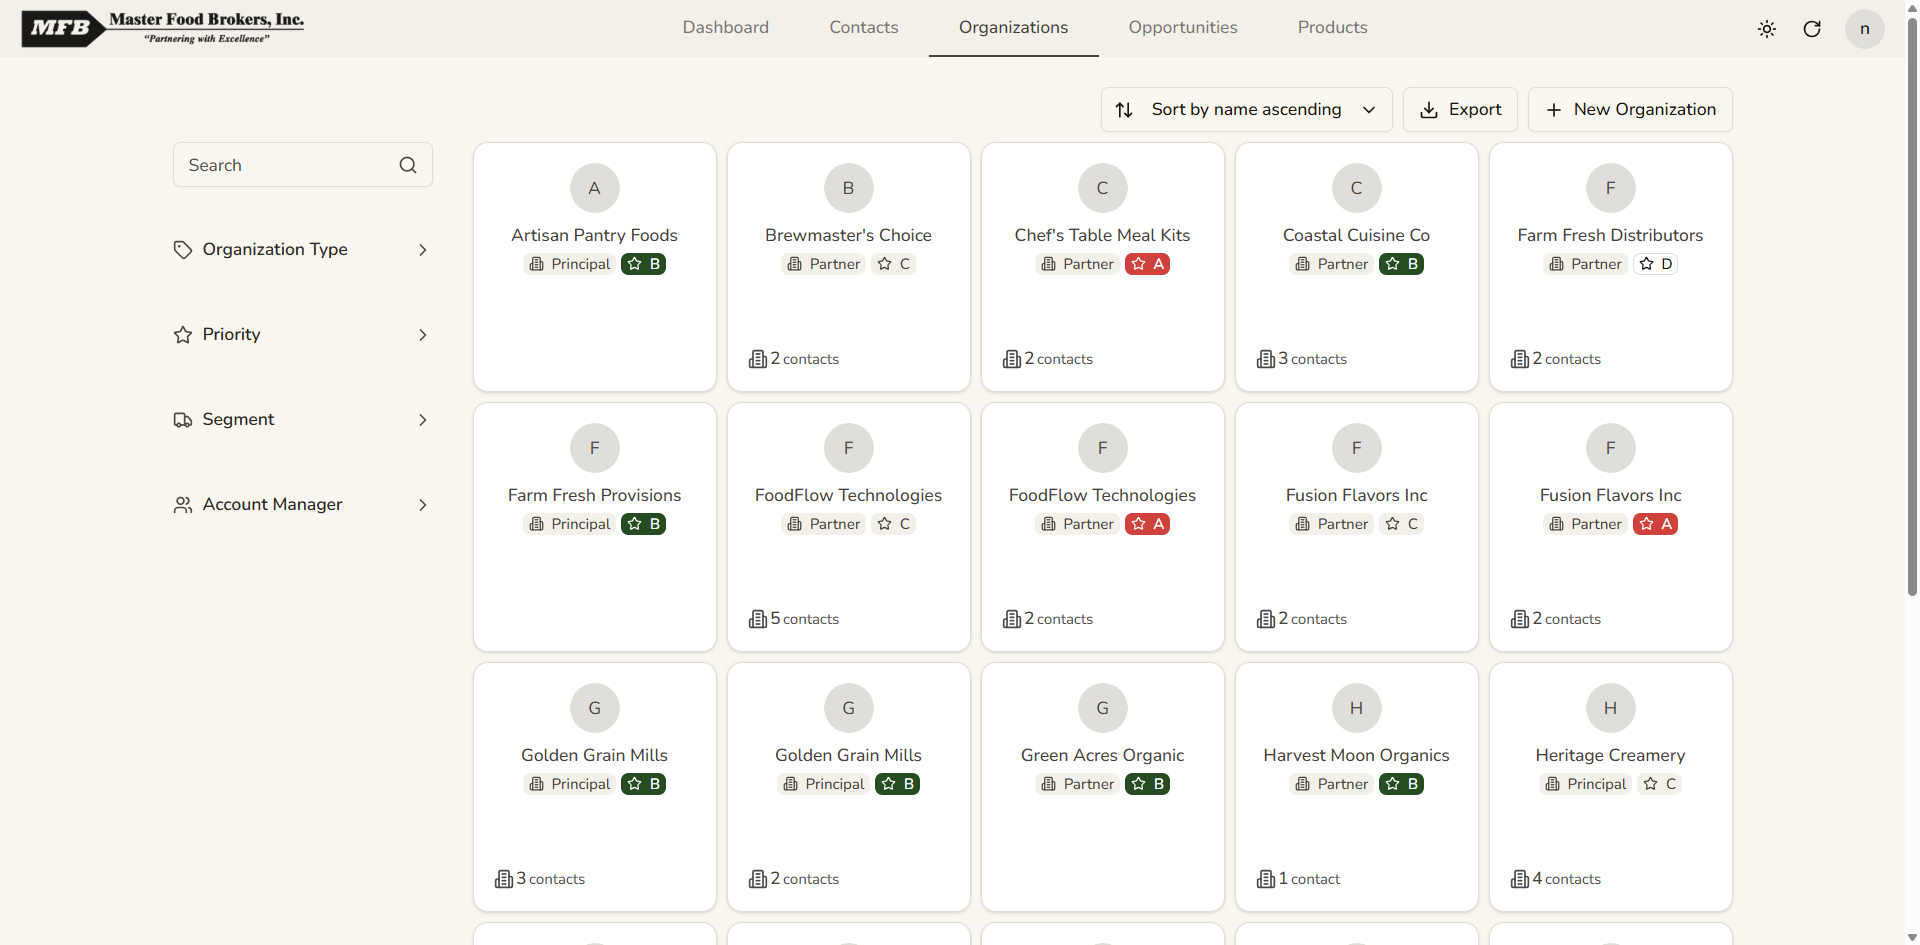 MFB Master Food Brokers, Inc.
"Partnering with Excellence"
Dashboard Contacts Organizations Opportunities Products n
Sort by name ascending Export New Organization
Search
Organization Type
Priority
Segment
Account Manager
A B C C F
Artisan Pantry Foods Brewmaster's Choice Chef's Table Meal Kits Coastal Cuisine Co Farm Fresh Distributors
Principal B Partner C Partner A Partner B Partner D
2 contacts 2 contacts 3 contacts 2 contacts
F F F F F
Farm Fresh Provisions FoodFlow Technologies FoodFlow Technologies Fusion Flavors Inc Fusion Flavors Inc
Principal B Partner C Partner A Partner C Partner A
5 contacts 2 contacts 2 contacts 2 contacts
G G G H H
Golden Grain Mills Golden Grain Mills Green Acres Organic Harvest Moon Organics Heritage Creamery
Principal B Principal B Partner B Partner B Principal C
3 contacts 2 contacts 1 contact 4 contacts